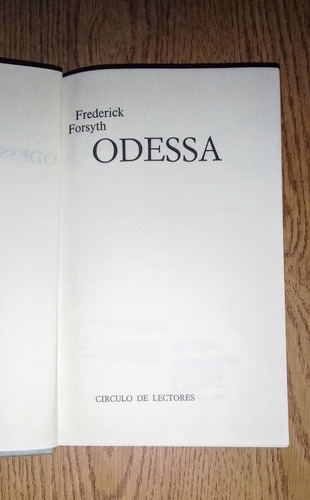 Frederick
Forsyth
ODESSA
CIRCULO DE LECTORES